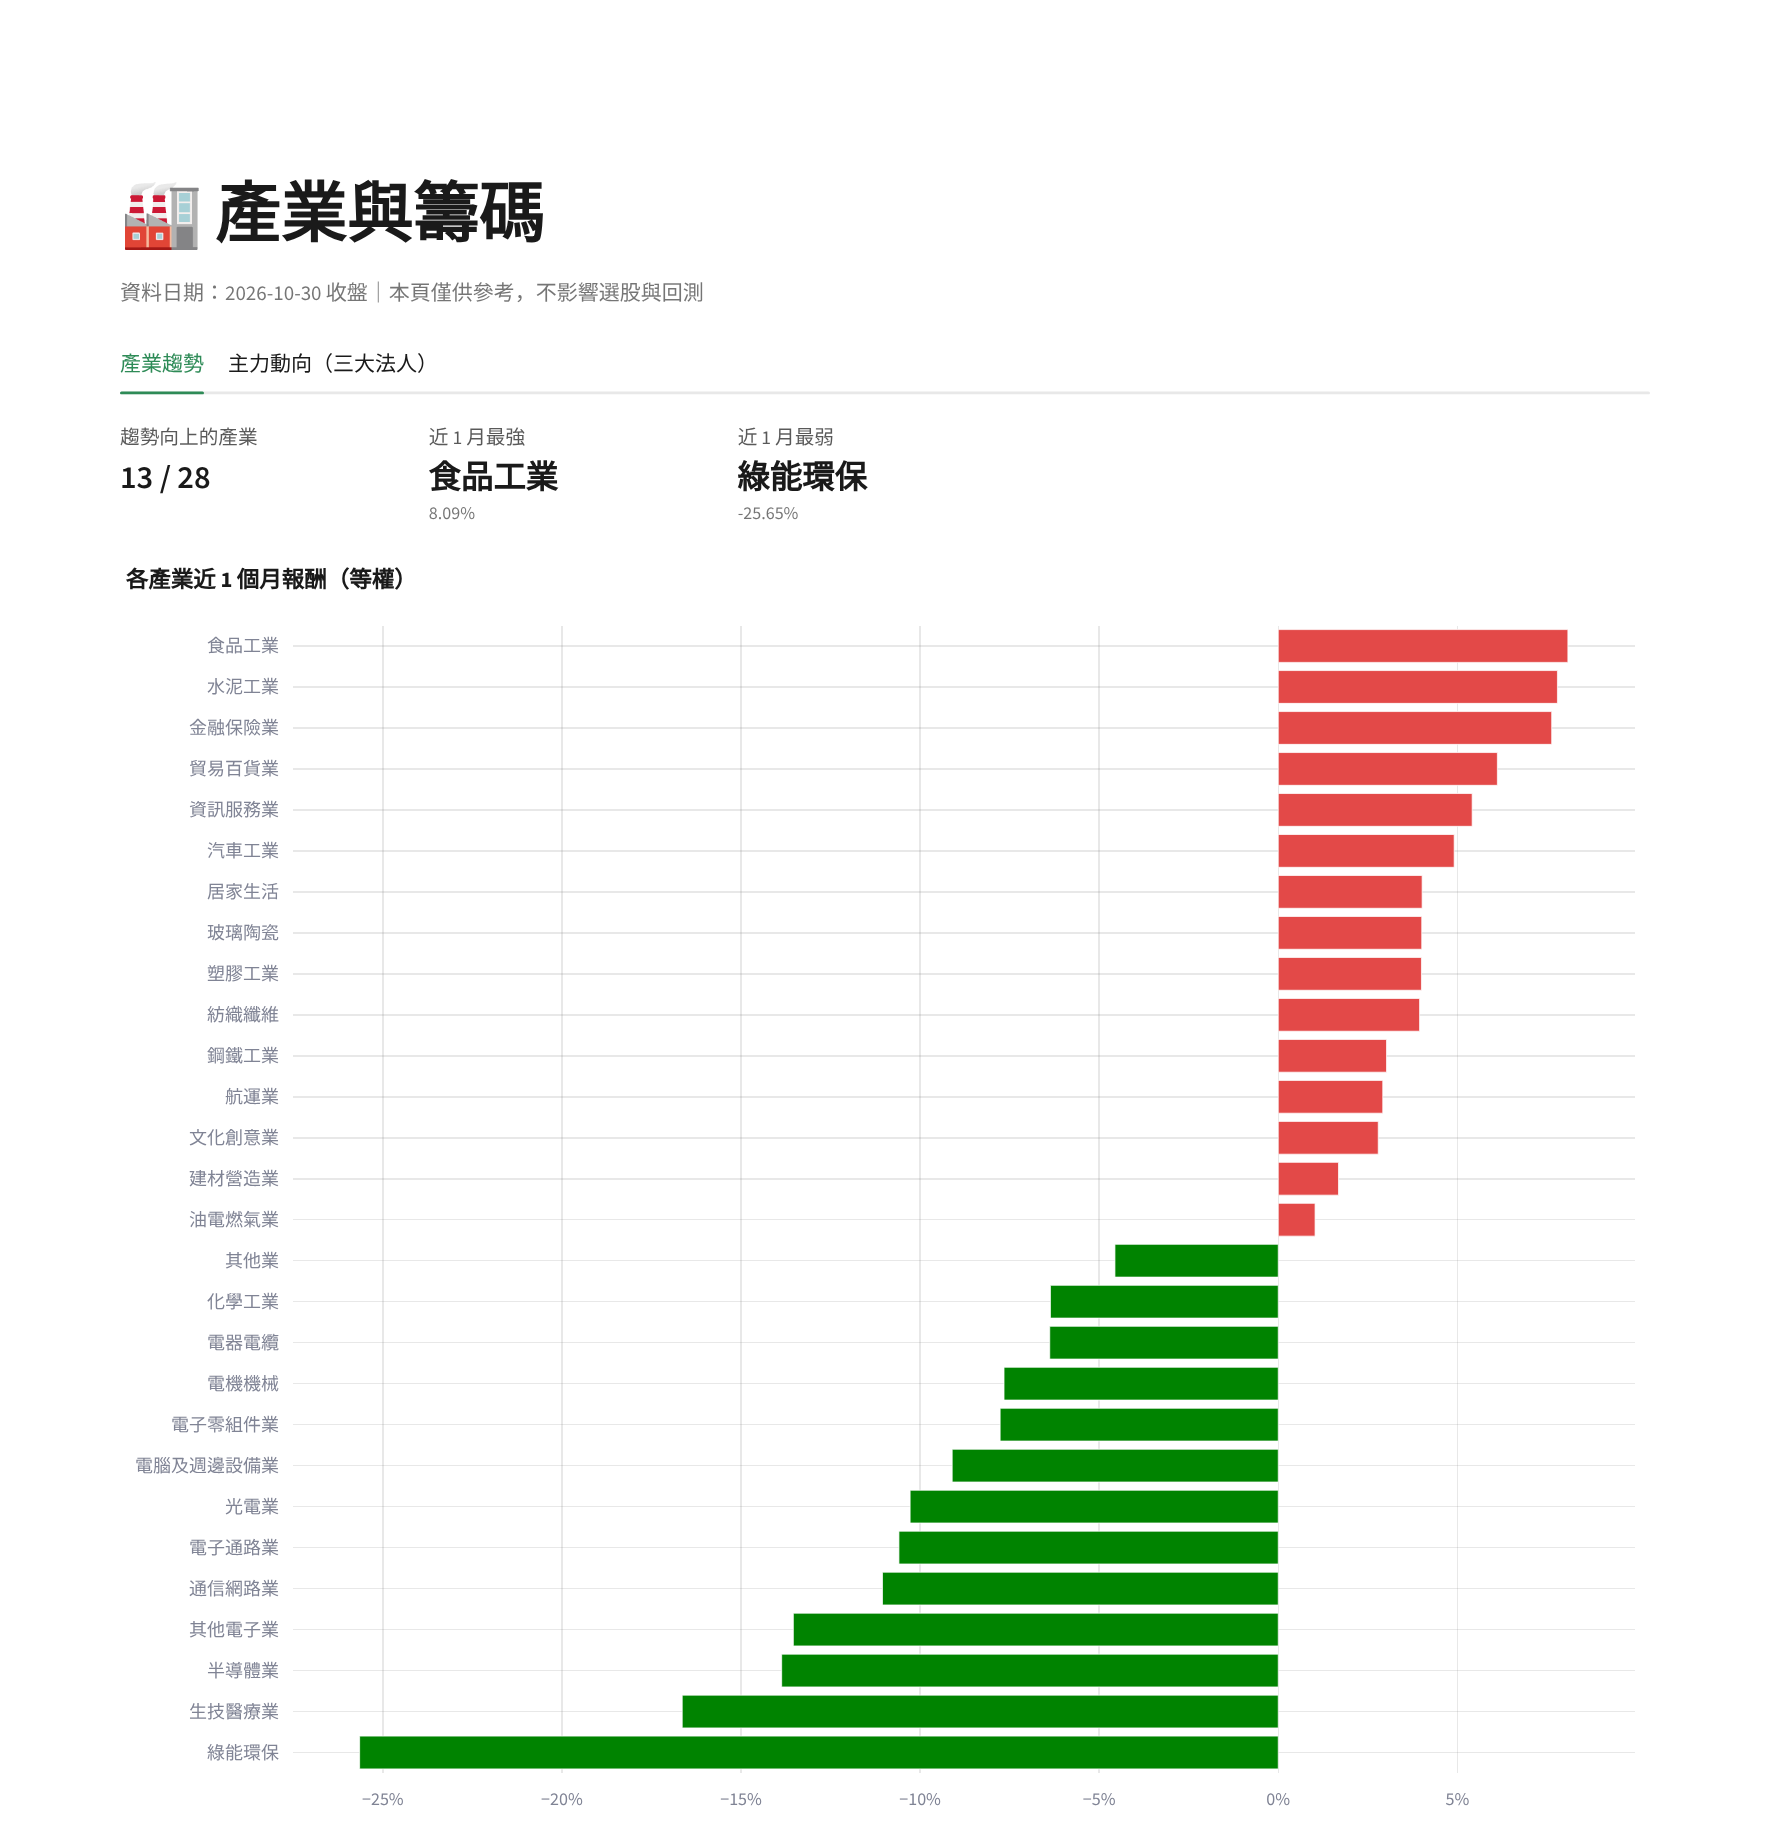 產業與籌碼
資料日期：2026-10-30 收盤｜本頁僅供參考，不影響選股與回測
產業趨勢 主力動向（三大法人）
趨勢向上的產業 近 1 月最強 近 1 月最弱
13 / 28 食品工業 綠能環保
8.09% -25.65%
各產業近 1 個月報酬（等權）
食品工業
水泥工業
金融保險業
貿易百貨業
資訊服務業
汽車工業
居家生活
玻璃陶瓷
塑膠工業
紡織纖維
鋼鐵工業
航運業
文化創意業
建材營造業
油電燃氣業
其他業
化學工業
電器電纜
電機機械
電子零組件業
電腦及週邊設備業
光電業
電子通路業
通信網路業
其他電子業
半導體業
生技醫療業
綠能環保
−25% −20% −15% −10% −5% 0% 5%